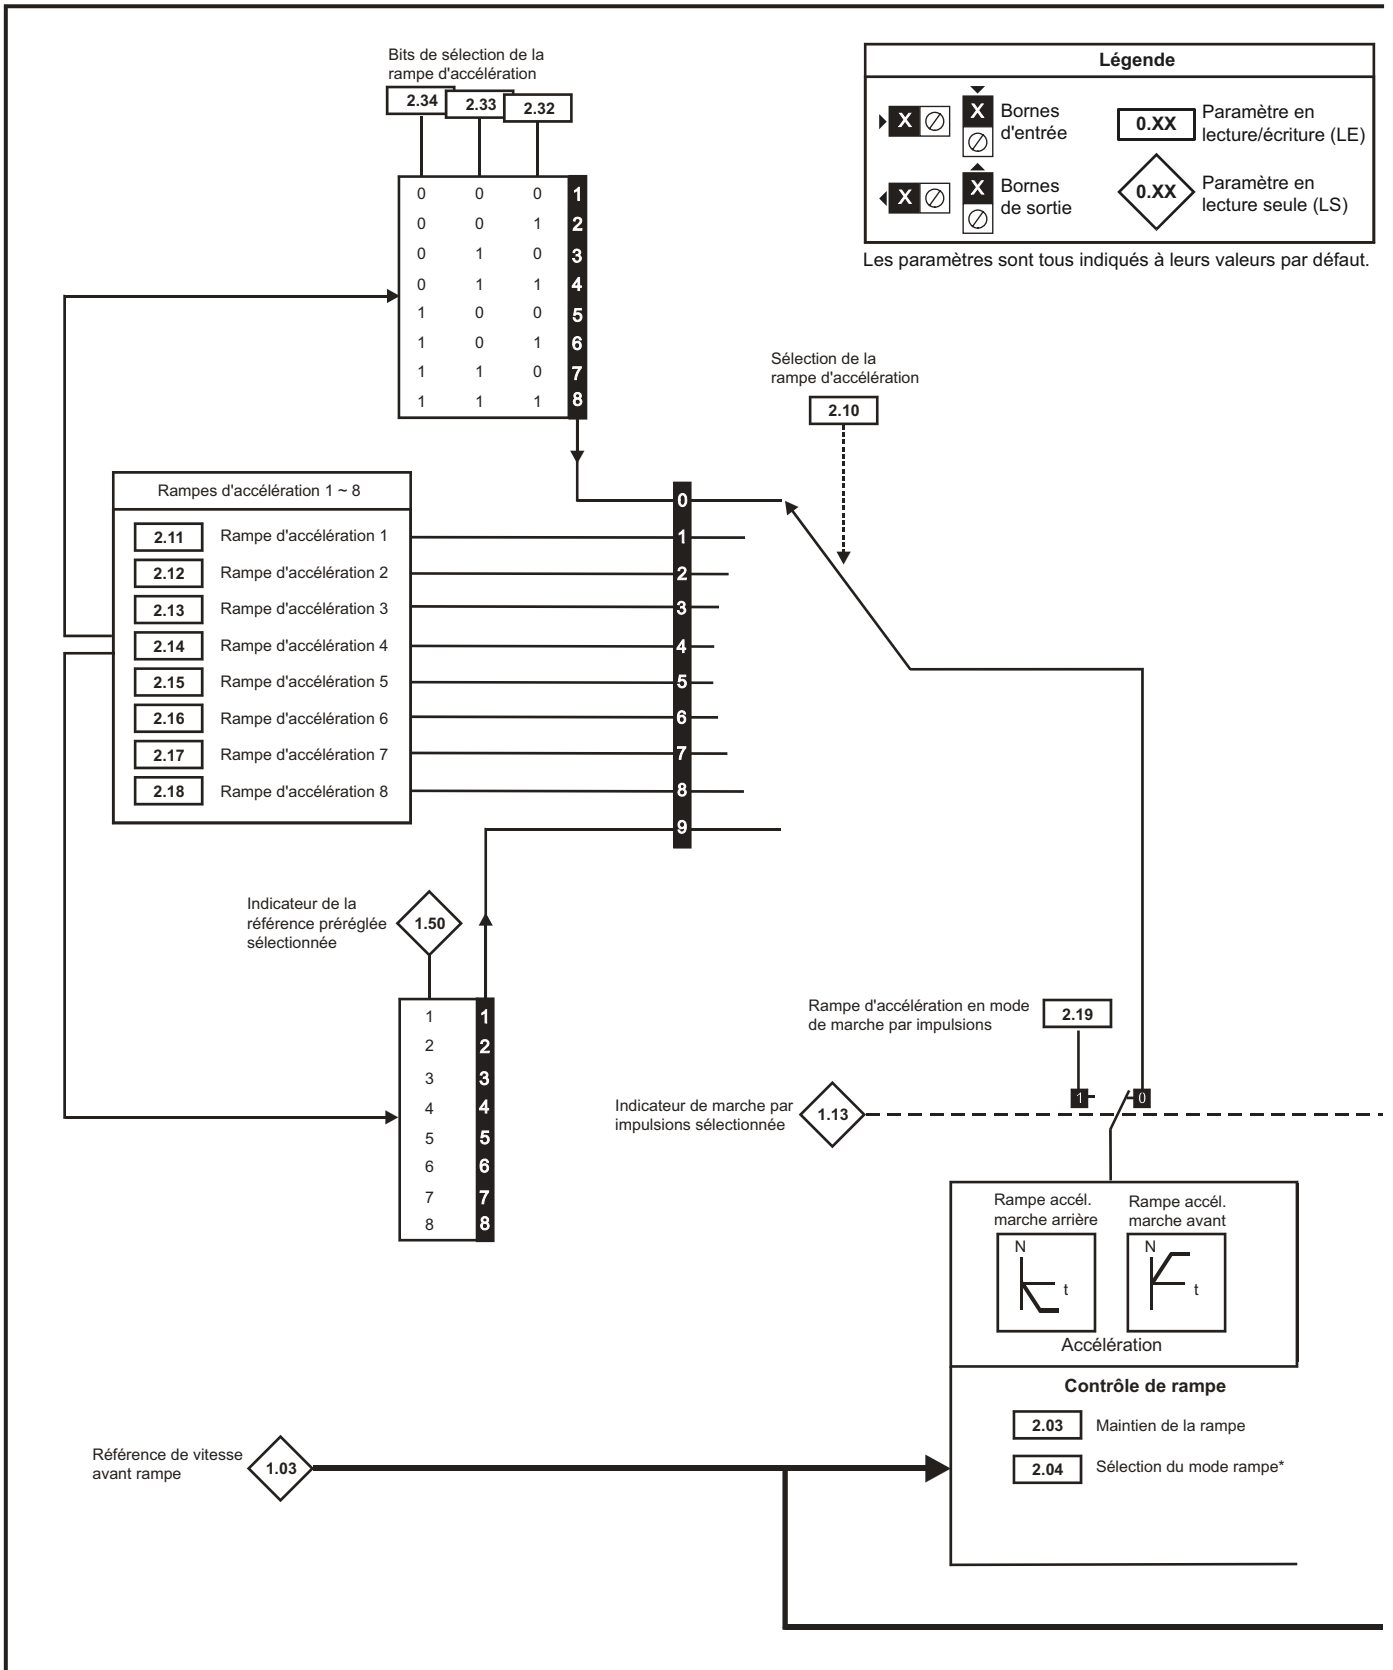 Bits de sélection de la
rampe d'accélération
2.34 2.33 2.32
0 0 0 1
0 0 1 2
0 1 0 3
0 1 1 4
1 0 0 5
1 0 1 6
1 1 0 7
1 1 1 8
Légende
X X Bornes
d'entrée
0.XX Paramètre en
lecture/écriture (LE)
X X Bornes
de sortie
0.XX Paramètre en
lecture seule (LS)
Les paramètres sont tous indiqués à leurs valeurs par défaut.
Sélection de la
rampe d'accélération
2.10
Rampes d'accélération 1 ~ 8
2.11 Rampe d'accélération 1
2.12 Rampe d'accélération 2
2.13 Rampe d'accélération 3
2.14 Rampe d'accélération 4
2.15 Rampe d'accélération 5
2.16 Rampe d'accélération 6
2.17 Rampe d'accélération 7
2.18 Rampe d'accélération 8
0
1
2
3
4
5
6
7
8
9
Indicateur de la
référence préréglée
sélectionnée
1.50
1 1
2 2
3 3
4 4
5 5
6 6
7 7
8 8
Rampe d'accélération en mode
de marche par impulsions
2.19
1 0
Indicateur de marche par
impulsions sélectionnée
1.13
Rampe accél.
marche arrière
N
t
Rampe accél.
marche avant
N
t
Accélération
Contrôle de rampe
2.03 Maintien de la rampe
2.04 Sélection du mode rampe*
Référence de vitesse
avant rampe
1.03